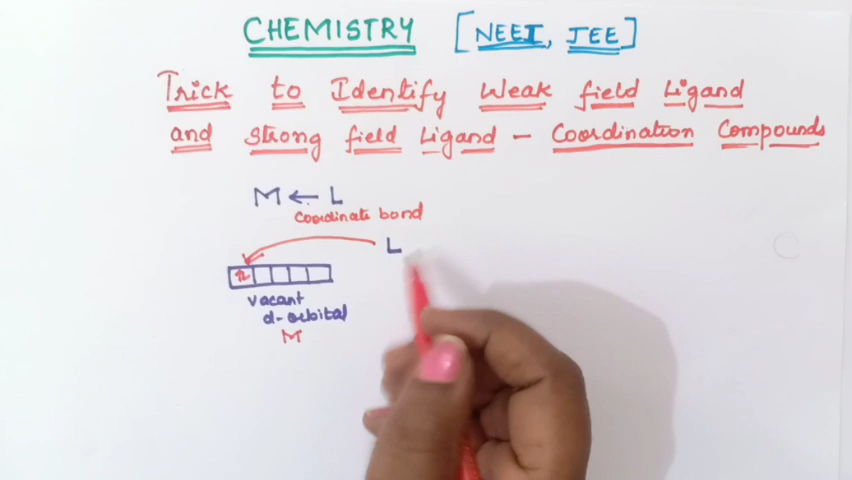 CHEMISTRY [NEET, JEE]
Trick to Identify Weak field Ligand
and strong field Ligand - Coordination Compounds
M ← L
coordinate bond
L
↑↓
vacant
d-orbital
M